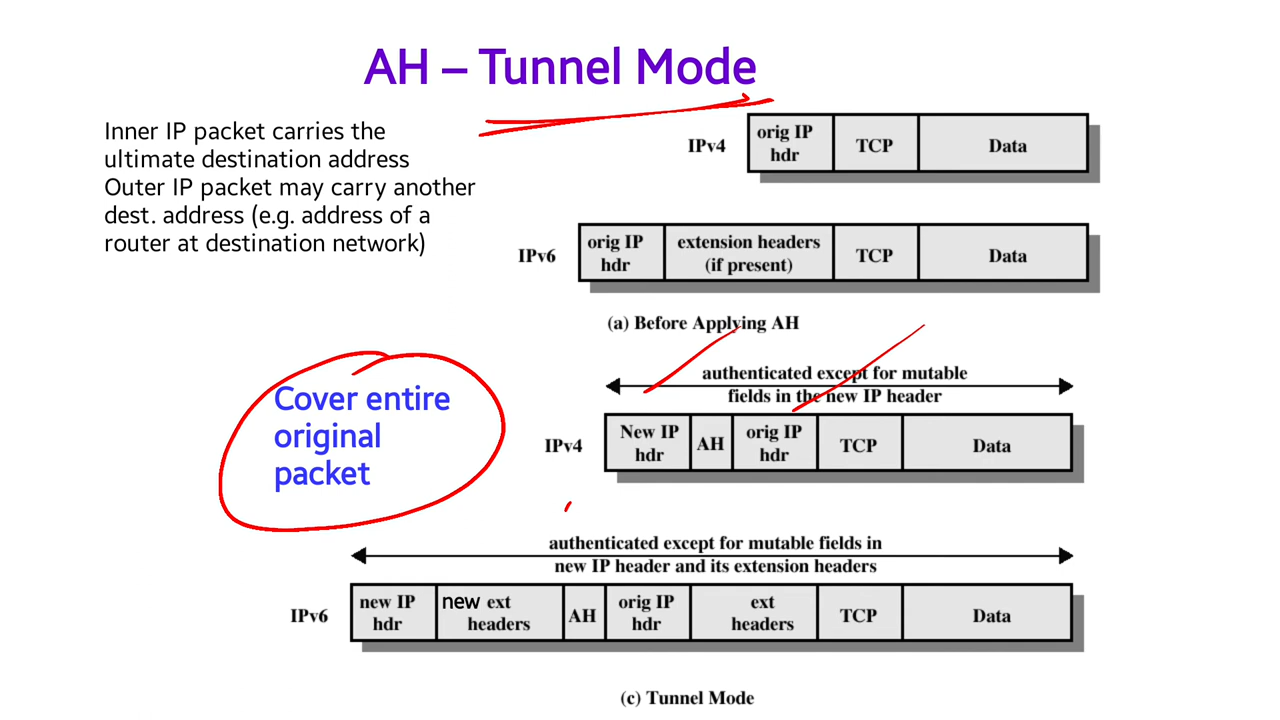 AH – Tunnel Mode
Inner IP packet carries the
ultimate destination address
Outer IP packet may carry another
dest. address (e.g. address of a
router at destination network)
IPv4
orig IP
hdr
TCP
Data
IPv6
orig IP
hdr
extension headers
(if present)
TCP
Data
(a) Before Applying AH
Cover entire
original
packet
authenticated except for mutable
fields in the new IP header
IPv4
New IP
hdr
AH
orig IP
hdr
TCP
Data
authenticated except for mutable fields in
new IP header and its extension headers
IPv6
new IP
hdr
new ext
headers
AH
orig IP
hdr
ext
headers
TCP
Data
(c) Tunnel Mode